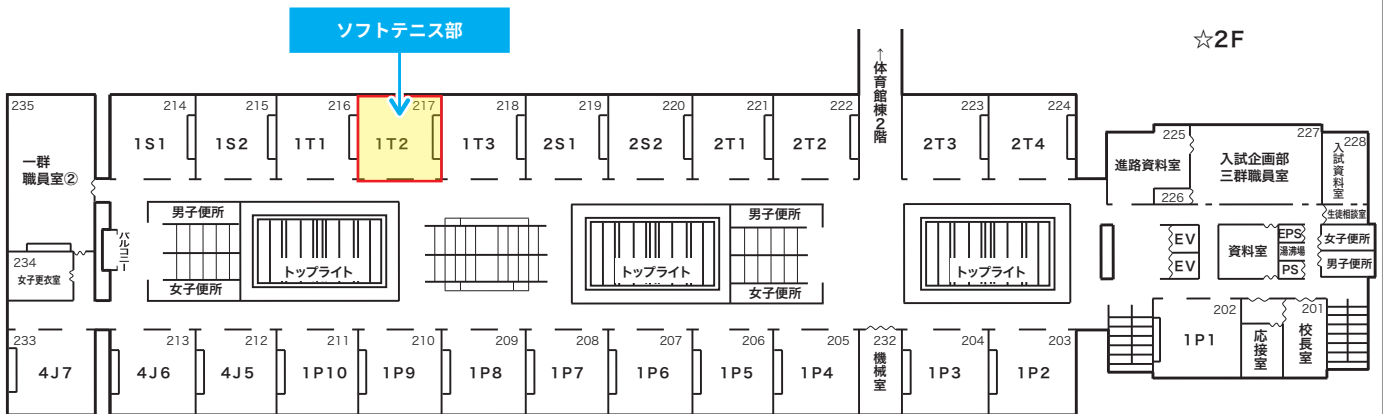 ソフトテニス部
☆2F
↑体育館棟2階
235
214
215
216
217
218
219
220
221
222
223
224
225
227
228
一群
職員室②
1S1
1S2
1T1
1T2
1T3
2S1
2S2
2T1
2T2
2T3
2T4
進路資料室
226
入試企画部
三群職員室
入試資料室
バルコニー
男子便所
女子便所
トップライト
トップライト
男子便所
女子便所
トップライト
EV
EV
資料室
EPS
湯沸場
PS
生徒相談室
女子便所
男子便所
234
女子更衣室
233
213
212
211
210
209
208
207
206
205
232
204
203
202
201
4J7
4J6
4J5
1P10
1P9
1P8
1P7
1P6
1P5
1P4
機械室
1P3
1P2
1P1
応接室
校長室